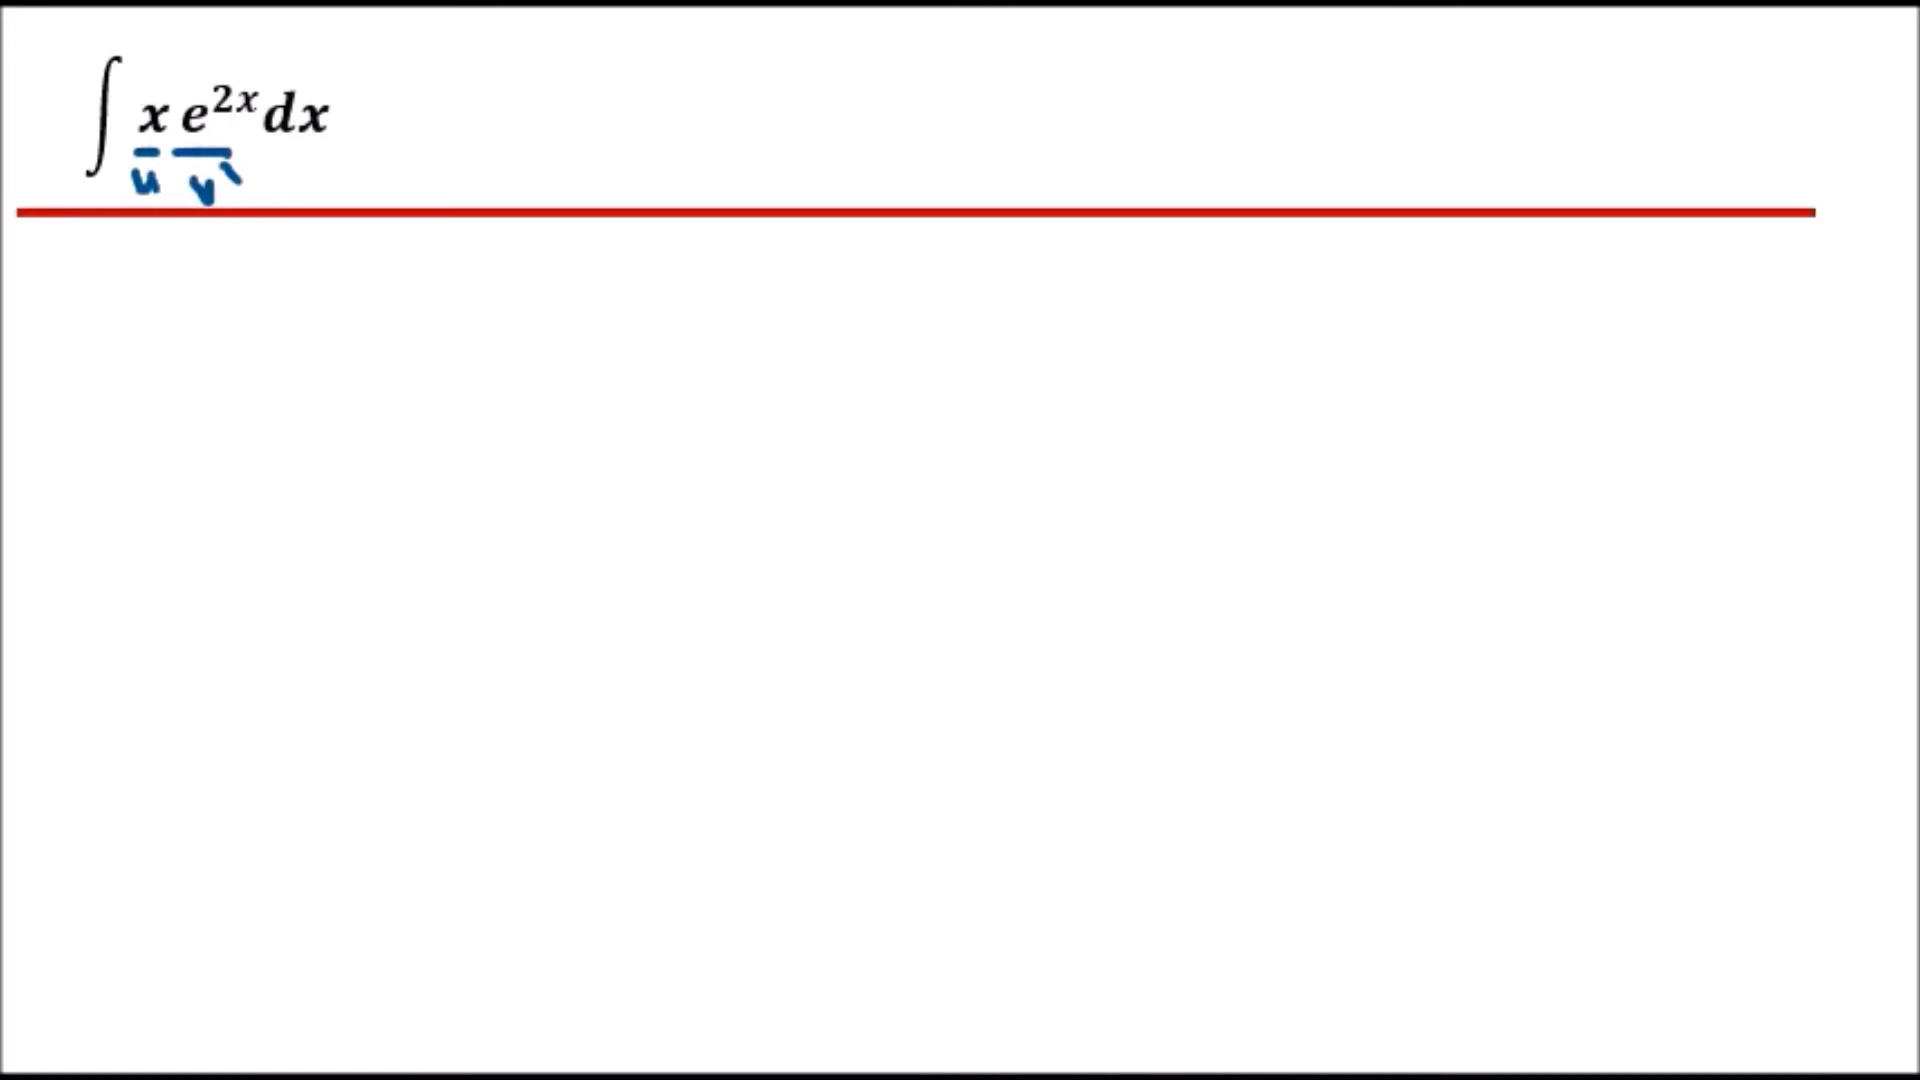 ∫ x e^{2x} dx
u v'